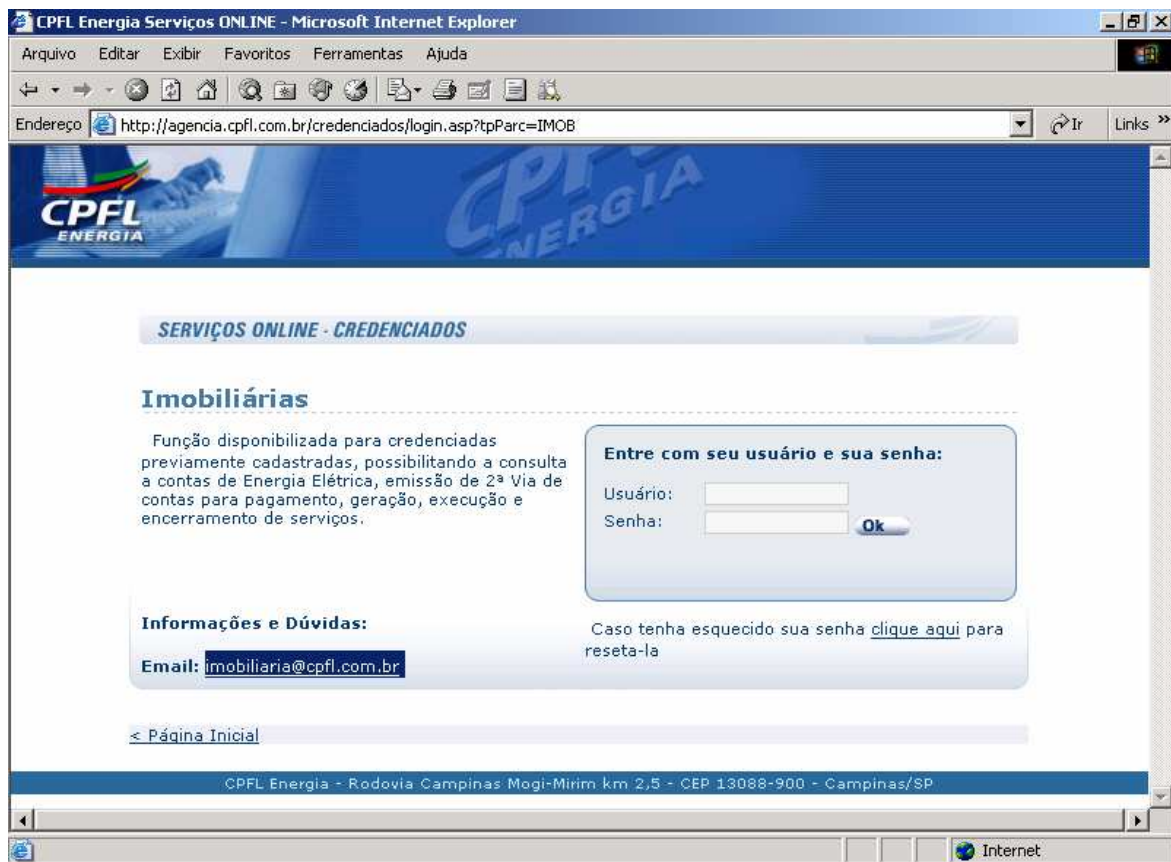 CPFL Energia Serviços ONLINE - Microsoft Internet Explorer
Arquivo Editar Exibir Favoritos Ferramentas Ajuda
Endereço http://agencia.cpfl.com.br/credenciados/login.asp?tpParc=IMOB Ir Links »
CPFL
ENERGIA
CPFL
ENERGIA
SERVIÇOS ONLINE - CREDENCIADOS
Imobiliárias
Função disponibilizada para credenciadas
previamente cadastradas, possibilitando a consulta
a contas de Energia Elétrica, emissão de 2ª Via de
contas para pagamento, geração, execução e
encerramento de serviços.
Entre com seu usuário e sua senha:
Usuário:
Senha:
Ok
Informações e Dúvidas:
Email: imobiliaria@cpfl.com.br
Caso tenha esquecido sua senha clique aqui para
reseta-la
< Página Inicial
CPFL Energia - Rodovia Campinas Mogi-Mirim km 2,5 - CEP 13088-900 - Campinas/SP
Internet